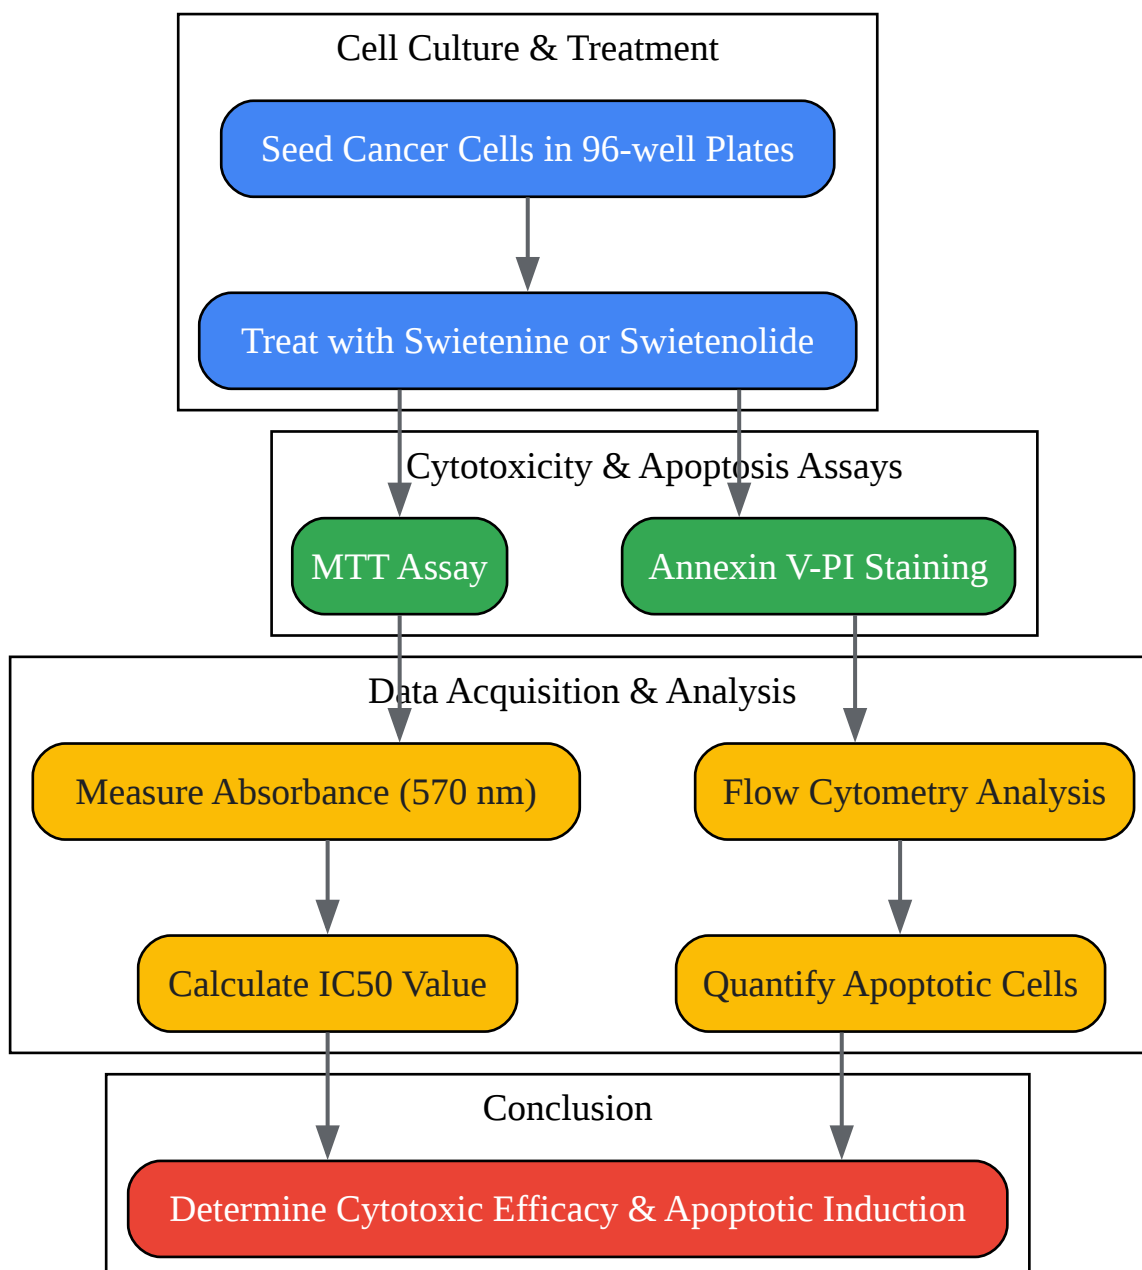 Cell Culture & Treatment
Seed Cancer Cells in 96-well Plates
Treat with Swietenine or Swietenolide
Cytotoxicity & Apoptosis Assays
MTT Assay
Annexin V-PI Staining
Data Acquisition & Analysis
Measure Absorbance (570 nm)
Flow Cytometry Analysis
Calculate IC50 Value
Quantify Apoptotic Cells
Conclusion
Determine Cytotoxic Efficacy & Apoptotic Induction